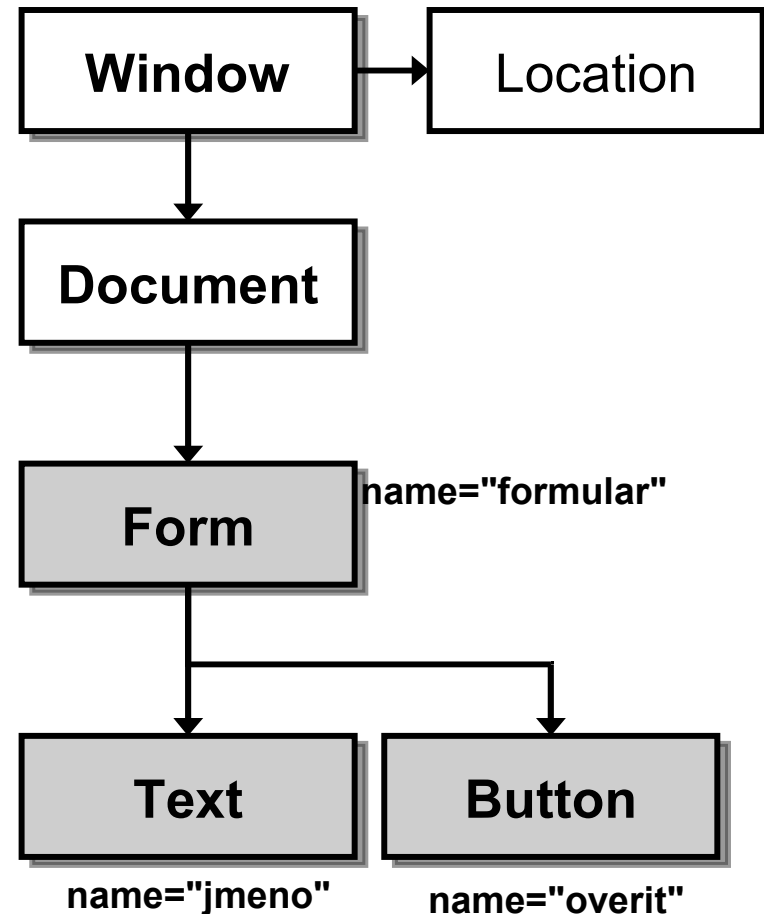 Window
Location
Document
Form
name="formular"
Text
Button
name="jmeno"
name="overit"